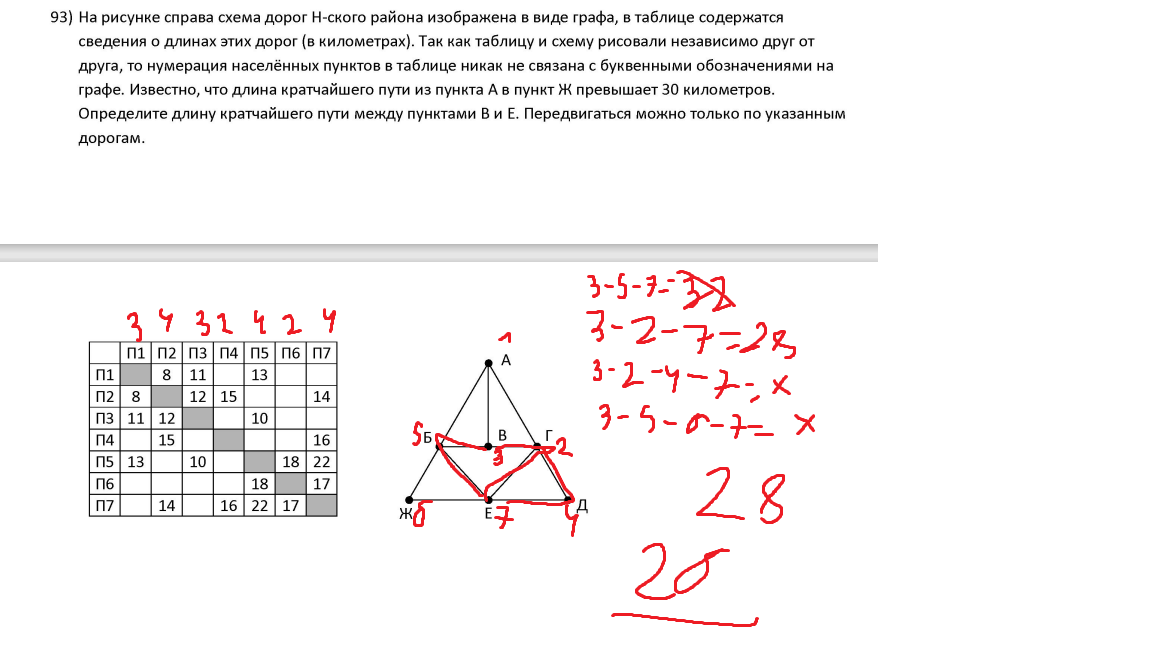 93) На рисунке справа схема дорог Н-ского района изображена в виде графа, в таблице содержатся
сведения о длинах этих дорог (в километрах). Так как таблицу и схему рисовали независимо друг от
друга, то нумерация населённых пунктов в таблице никак не связана с буквенными обозначениями на
графе. Известно, что длина кратчайшего пути из пункта А в пункт Ж превышает 30 километров.
Определите длину кратчайшего пути между пунктами В и Е. Передвигаться можно только по указанным
дорогам.
3 4 3 2 4 2 4
П1 П2 П3 П4 П5 П6 П7
П1 8 11 13
П2 8 12 15 14
П3 11 12 10
П4 15 16
П5 13 10 18 22
П6 18 17
П7 14 16 22 17
1
А
5 Б В Г 2
3
Ж 6 Е 7 Д
4
3-5-7=32
3-2-7=28
3-2-4-7=x
3-5-6-7=x
28
26